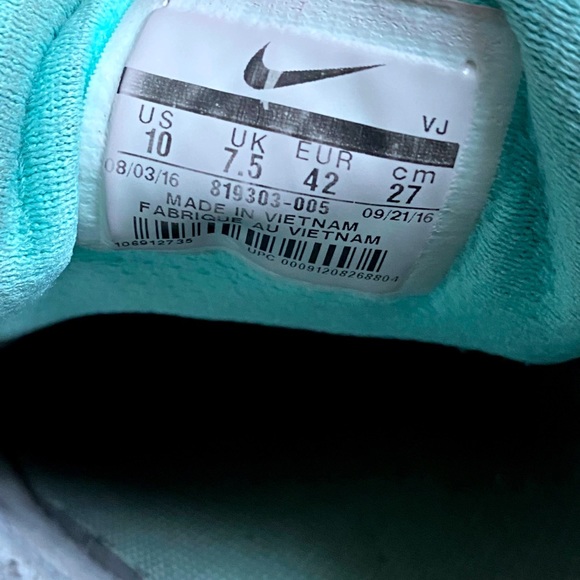 VJ
US UK EUR cm
10 7.5 42 27
08/03/16 819303-005 09/21/16
MADE IN VIETNAM
FABRIQUE AU VIETNAM
106912735 UPC 00091208268804